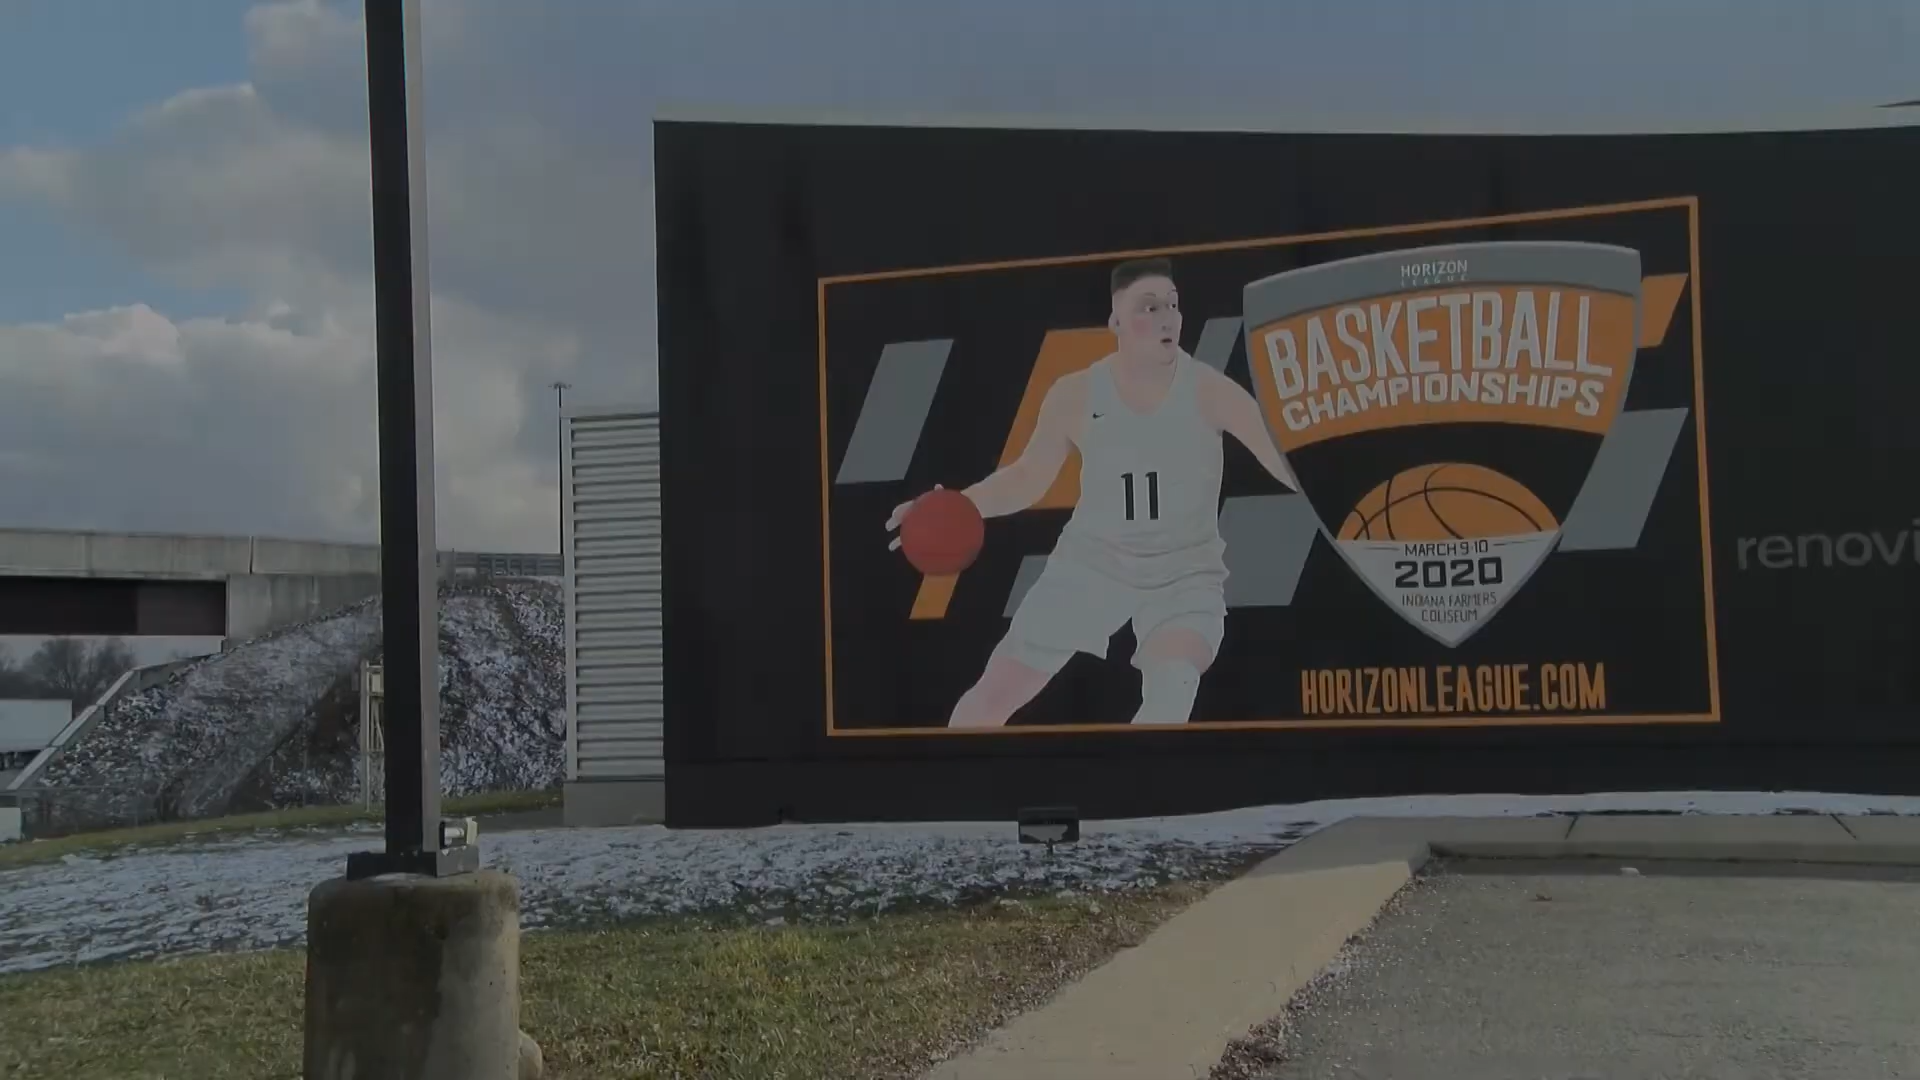 HORIZON
LEAGUE
BASKETBALL
CHAMPIONSHIPS
11
MARCH 9-10
2020
INDIANA FARMERS
COLISEUM
HORIZONLEAGUE.COM
renovi